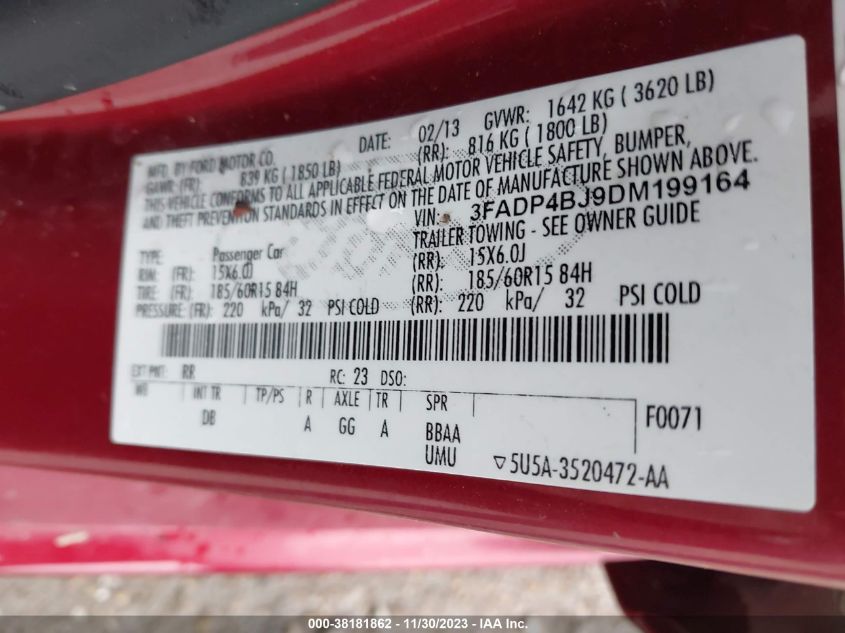 MFD. BY FORD MOTOR CO.
DATE: 02/13 GVWR: 1642 KG ( 3620 LB)
GAWR: (FR): 839 KG ( 1850 LB) (RR): 816 KG ( 1800 LB)
THIS VEHICLE CONFORMS TO ALL APPLICABLE FEDERAL MOTOR VEHICLE SAFETY, BUMPER,
AND THEFT PREVENTION STANDARDS IN EFFECT ON THE DATE OF MANUFACTURE SHOWN ABOVE.
VIN: 3FADP4BJ9DM199164
TYPE: Passenger Car TRAILER TOWING - SEE OWNER GUIDE
RIM: (FR): 15X6.0J (RR): 15X6.0J
TIRE: (FR): 185/60R15 84H (RR): 185/60R15 84H
PRESSURE: (FR): 220 kPa/ 32 PSI COLD (RR): 220 kPa/ 32 PSI COLD
EXT PNT: RR RC: 23 DSO:
WB INT TR TP/PS R AXLE TR SPR F0071
DB A GG A BBAA
UMU ▽5U5A-3520472-AA
000-38181862 - 11/30/2023 - IAA Inc.